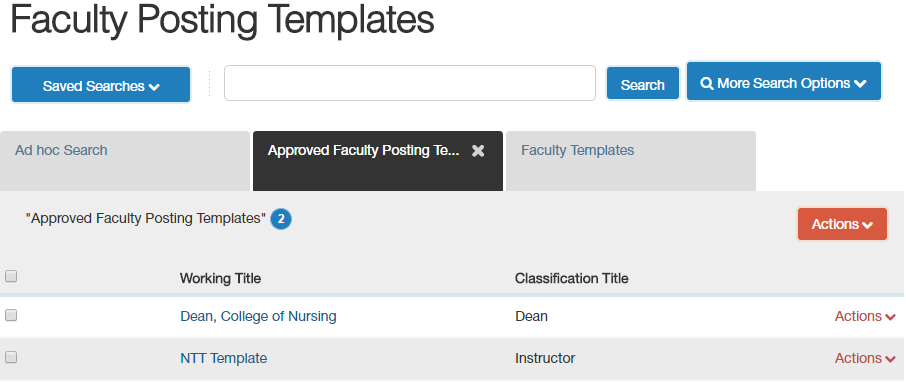 Faculty Posting Templates
Saved Searches
Search
More Search Options
Ad hoc Search
Approved Faculty Posting Te...
Faculty Templates
"Approved Faculty Posting Templates" 2
Actions
Working Title Classification Title
Dean, College of Nursing Dean Actions
NTT Template Instructor Actions